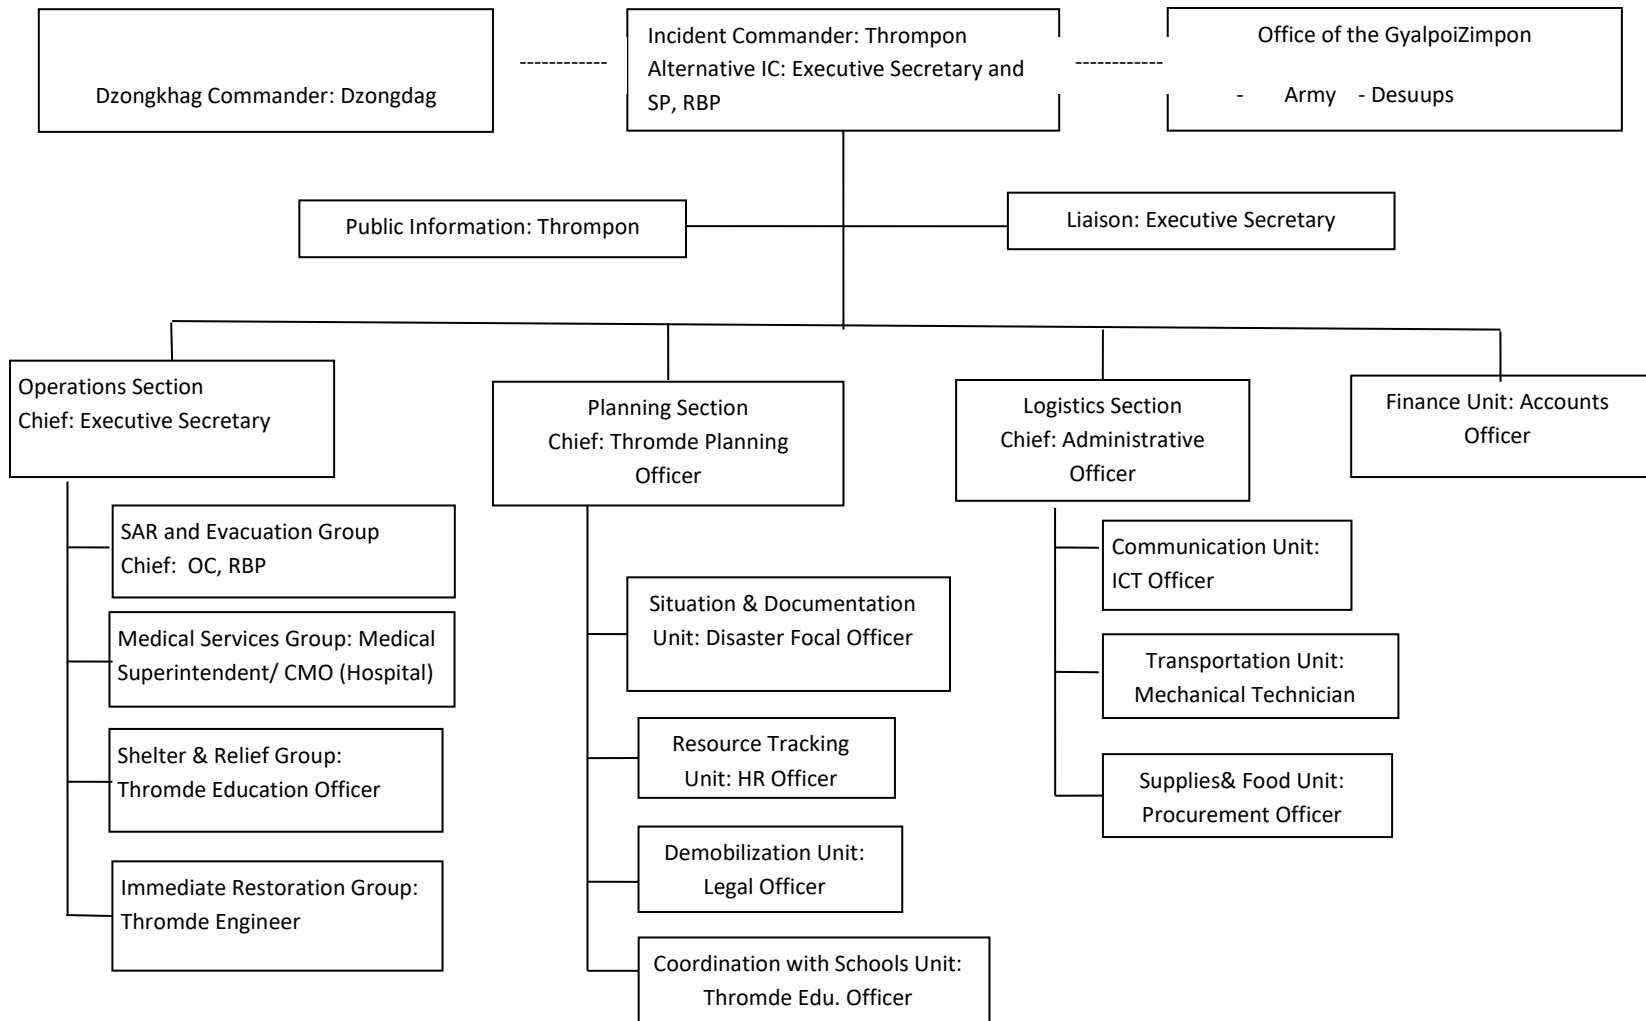 Dzongkhag Commander: Dzongdag
Incident Commander: Thrompon
Alternative IC: Executive Secretary and
SP, RBP
Office of the GyalpoiZimpon
- Army - Desuups
Public Information: Thrompon
Liaison: Executive Secretary
Operations Section
Chief: Executive Secretary
SAR and Evacuation Group
Chief: OC, RBP
Medical Services Group: Medical
Superintendent/ CMO (Hospital)
Shelter & Relief Group:
Thromde Education Officer
Immediate Restoration Group:
Thromde Engineer
Planning Section
Chief: Thromde Planning
Officer
Situation & Documentation
Unit: Disaster Focal Officer
Resource Tracking
Unit: HR Officer
Demobilization Unit:
Legal Officer
Coordination with Schools Unit:
Thromde Edu. Officer
Logistics Section
Chief: Administrative
Officer
Communication Unit:
ICT Officer
Transportation Unit:
Mechanical Technician
Supplies& Food Unit:
Procurement Officer
Finance Unit: Accounts
Officer